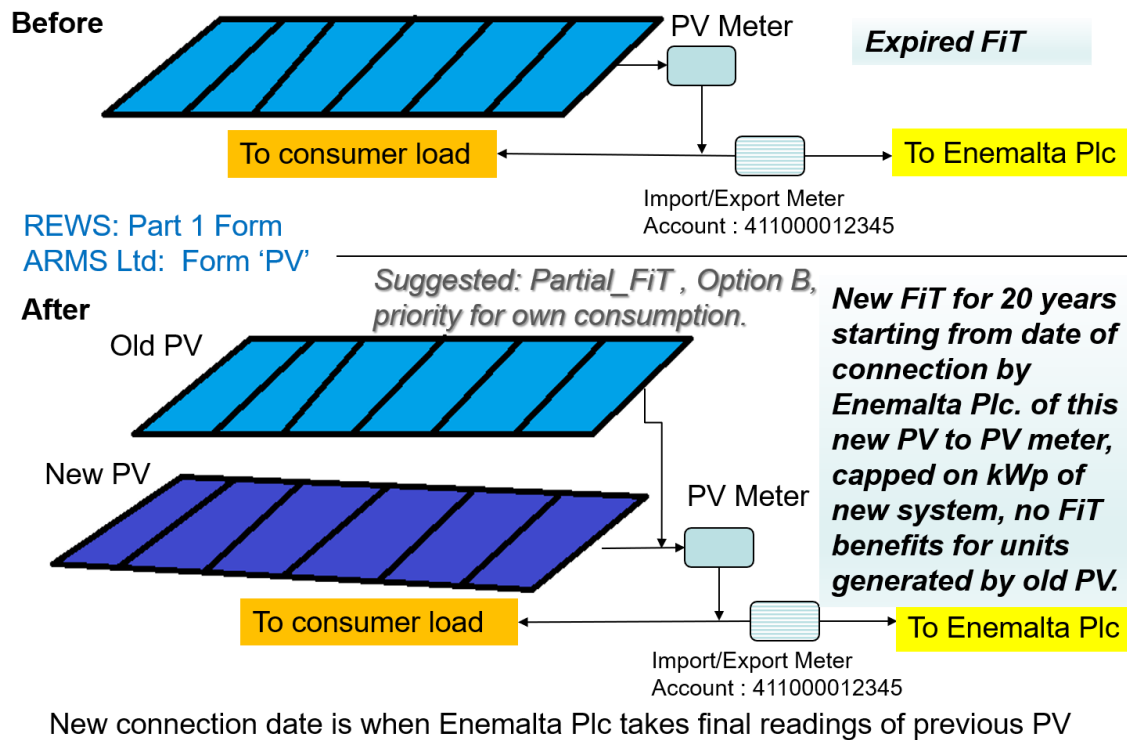 Before
PV Meter
Expired FiT
To consumer load
To Enemalta Plc
Import/Export Meter
Account : 411000012345
REWS: Part 1 Form
ARMS Ltd:  Form ‘PV’
Suggested: Partial_FiT , Option B,
priority for own consumption.
After
Old PV
New PV
PV Meter
New FiT for 20 years
starting from date of
connection by
Enemalta Plc. of this
new PV to PV meter,
capped on kWp of
new system, no FiT
benefits for units
generated by old PV.
To consumer load
To Enemalta Plc
Import/Export Meter
Account : 411000012345
New connection date is when Enemalta Plc takes final readings of previous PV